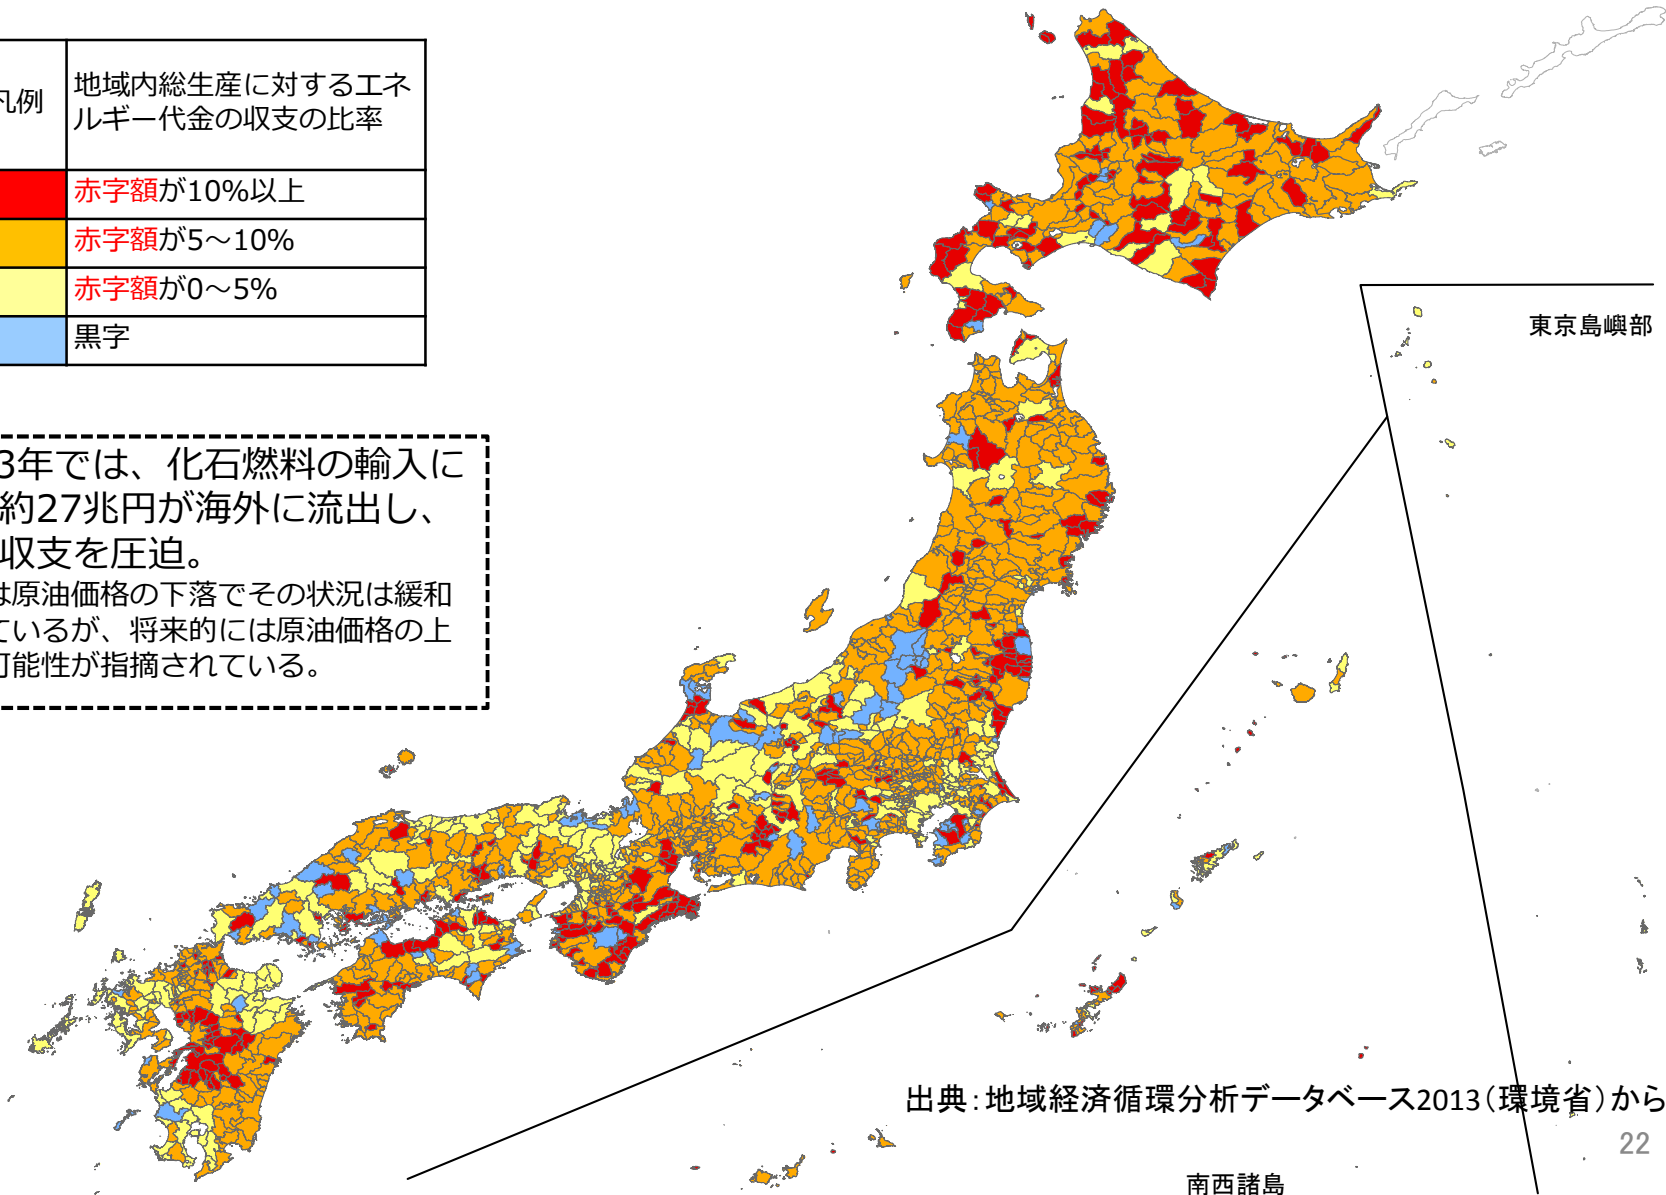 凡例
地域内総生産に対するエネ
ルギー代金の収支の比率
赤字額が10%以上
赤字額が5～10%
赤字額が0～5%
黒字
3年では、化石燃料の輸入に
約27兆円が海外に流出し、
収支を圧迫。
は原油価格の下落でその状況は緩和
ているが、将来的には原油価格の上
可能性が指摘されている。
東京島嶼部
出典：地域経済循環分析データベース2013（環境省）から
22
南西諸島